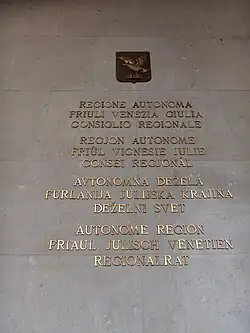 REGIONE AUTONOMA
FRIULI VENEZIA GIULIA
CONSIGLIO REGIONALE
REGJON AUTONOME
FRIÛL VIGNESIE JULIE
CONSEI REGJONÂL
AVTONOMNA DEŽELA
FURLANIJA JULIJSKA KRAJINA
DEŽELNI SVET
AUTONOME REGION
FRIAUL JULISCH VENETIEN
REGIONALRAT